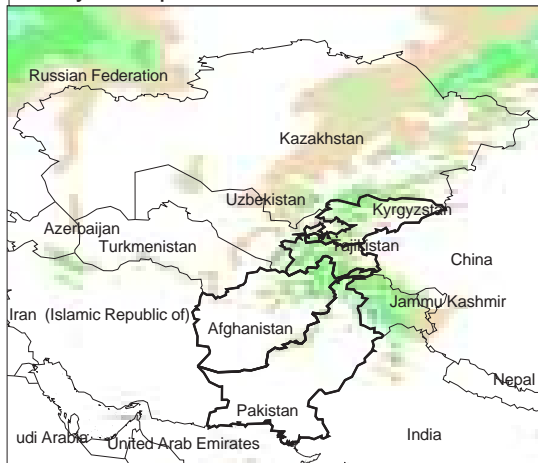 Russian Federation
Kazakhstan
Uzbekistan
Kyrgyzstan
Azerbaijan
Turkmenistan
Tajikistan
China
Jammu Kashmir
Iran (Islamic Republic of)
Afghanistan
Nepal
Pakistan
udi Arabia
United Arab Emirates
India